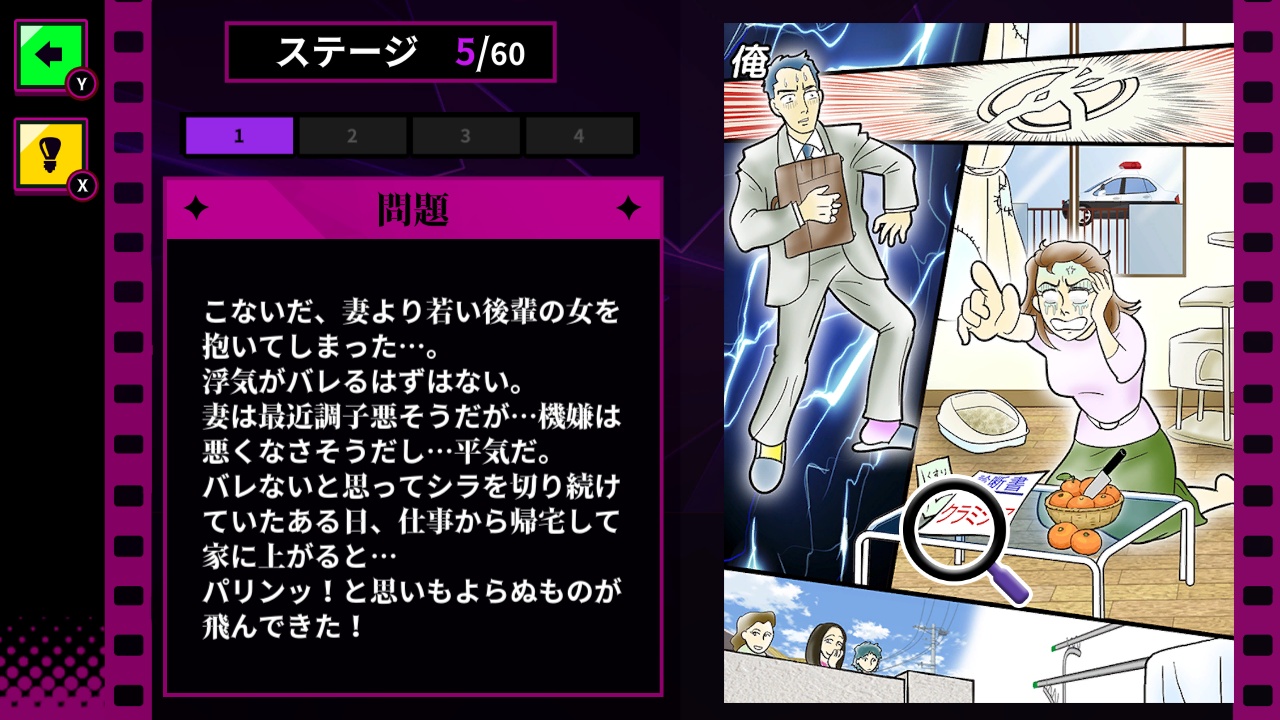 Y
X
ステージ 5/60
1 2 3 4
問題
こないだ、妻より若い後輩の女を
抱いてしまった…。
浮気がバレるはずはない。
妻は最近調子悪そうだが…機嫌は
悪くなさそうだし…平気だ。
バレないと思ってシラを切り続け
ていたある日、仕事から帰宅して
家に上がると…
パリンッ！と思いもよらぬものが
飛んできた！
俺
くすり
診断書
クラミジア